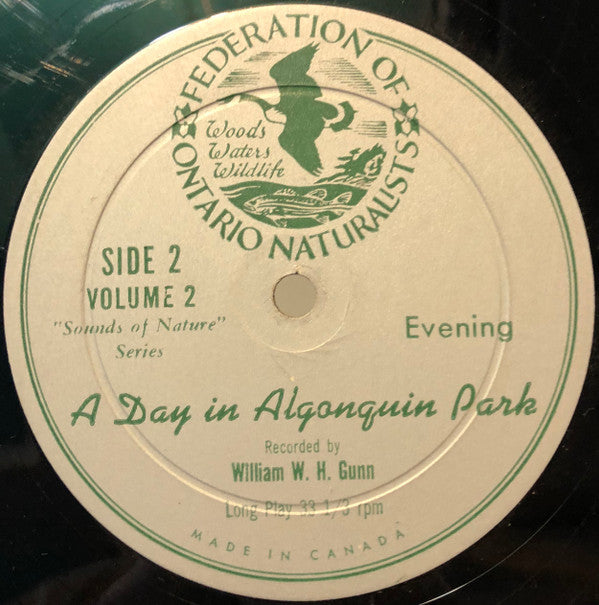 FEDERATION OF
ONTARIO NATURALISTS
Woods
Waters
Wildlife
SIDE 2
VOLUME 2
"Sounds of Nature"
Series
Evening
A Day in Algonquin Park
Recorded by
William W. H. Gunn
Long Play 33 1/3 rpm
MADE IN CANADA